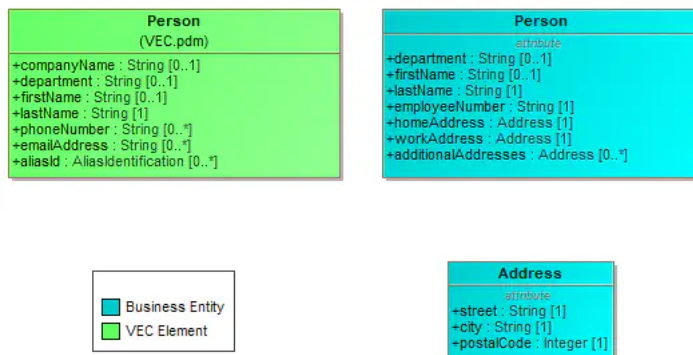 Person
(VEC.pdm)
+companyName : String [0..1]
+department : String [0..1]
+firstName : String [0..1]
+lastName : String [1]
+phoneNumber : String [0..*]
+emailAddress : String [0..*]
+aliasId : AliasIdentification [0..*]
Person
attribute
+department : String [0..1]
+firstName : String [0..1]
+lastName : String [1]
+employeeNumber : String [1]
+homeAddress : Address [1]
+workAddress : Address [1]
+additionalAddresses : Address [0..*]
Business Entity
VEC Element
Address
attribute
+street : String [1]
+city : String [1]
+postalCode : Integer [1]